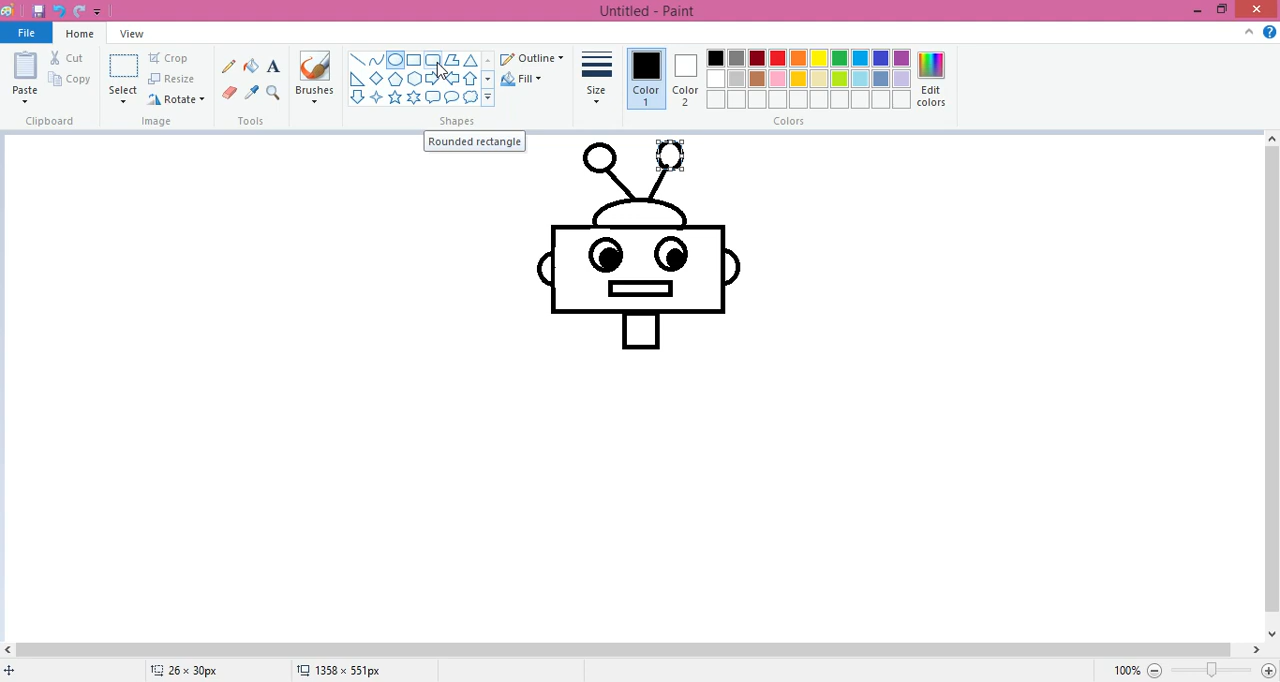 Untitled - Paint
File Home View
Paste
Cut
Copy
Clipboard
Select
Crop
Resize
Rotate
Image
A
Tools
Brushes
Shapes
Outline
Fill
Size
Color
1
Color
2
Edit
colors
Colors
Rounded rectangle
26 × 30px
1358 × 551px
100%